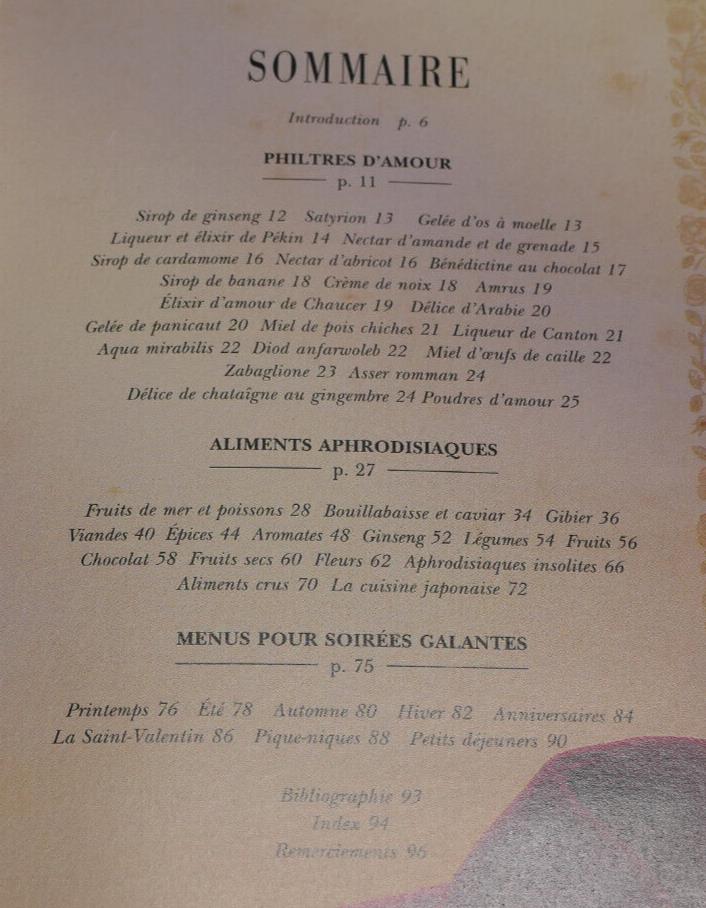 SOMMAIRE
Introduction p. 6
PHILTRES D'AMOUR
p. 11
Sirop de ginseng 12 Satyrion 13 Gelée d'os à moelle 13
Liqueur et élixir de Pékin 14 Nectar d'amande et de grenade 15
Sirop de cardamome 16 Nectar d'abricot 16 Bénédictine au chocolat 17
Sirop de banane 18 Crème de noix 18 Amrus 19
Élixir d'amour de Chaucer 19 Délice d'Arabie 20
Gelée de panicaut 20 Miel de pois chiches 21 Liqueur de Canton 21
Aqua mirabilis 22 Diod anfarwoleb 22 Miel d'œufs de caille 22
Zabaglione 23 Asser romman 24
Délice de chataîgne au gingembre 24 Poudres d'amour 25
ALIMENTS APHRODISIAQUES
p. 27
Fruits de mer et poissons 28 Bouillabaisse et caviar 34 Gibier 36
Viandes 40 Épices 44 Aromates 48 Ginseng 52 Légumes 54 Fruits 56
Chocolat 58 Fruits secs 60 Fleurs 62 Aphrodisiaques insolites 66
Aliments crus 70 La cuisine japonaise 72
MENUS POUR SOIRÉES GALANTES
p. 75
Printemps 76 Été 78 Automne 80 Hiver 82 Anniversaires 84
La Saint-Valentin 86 Pique-niques 88 Petits déjeuners 90
Bibliographie 93
Index 94
Remerciements 96